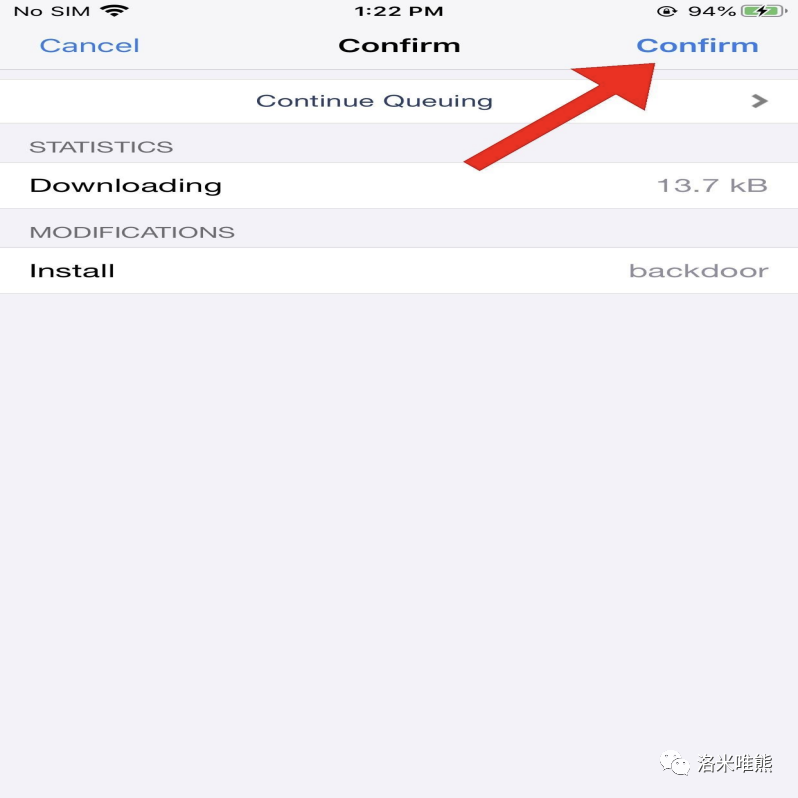 No SIM 1:22 PM 94%
Cancel Confirm Confirm
Continue Queuing
STATISTICS
Downloading 13.7 kB
MODIFICATIONS
Install backdoor
洛米唯熊